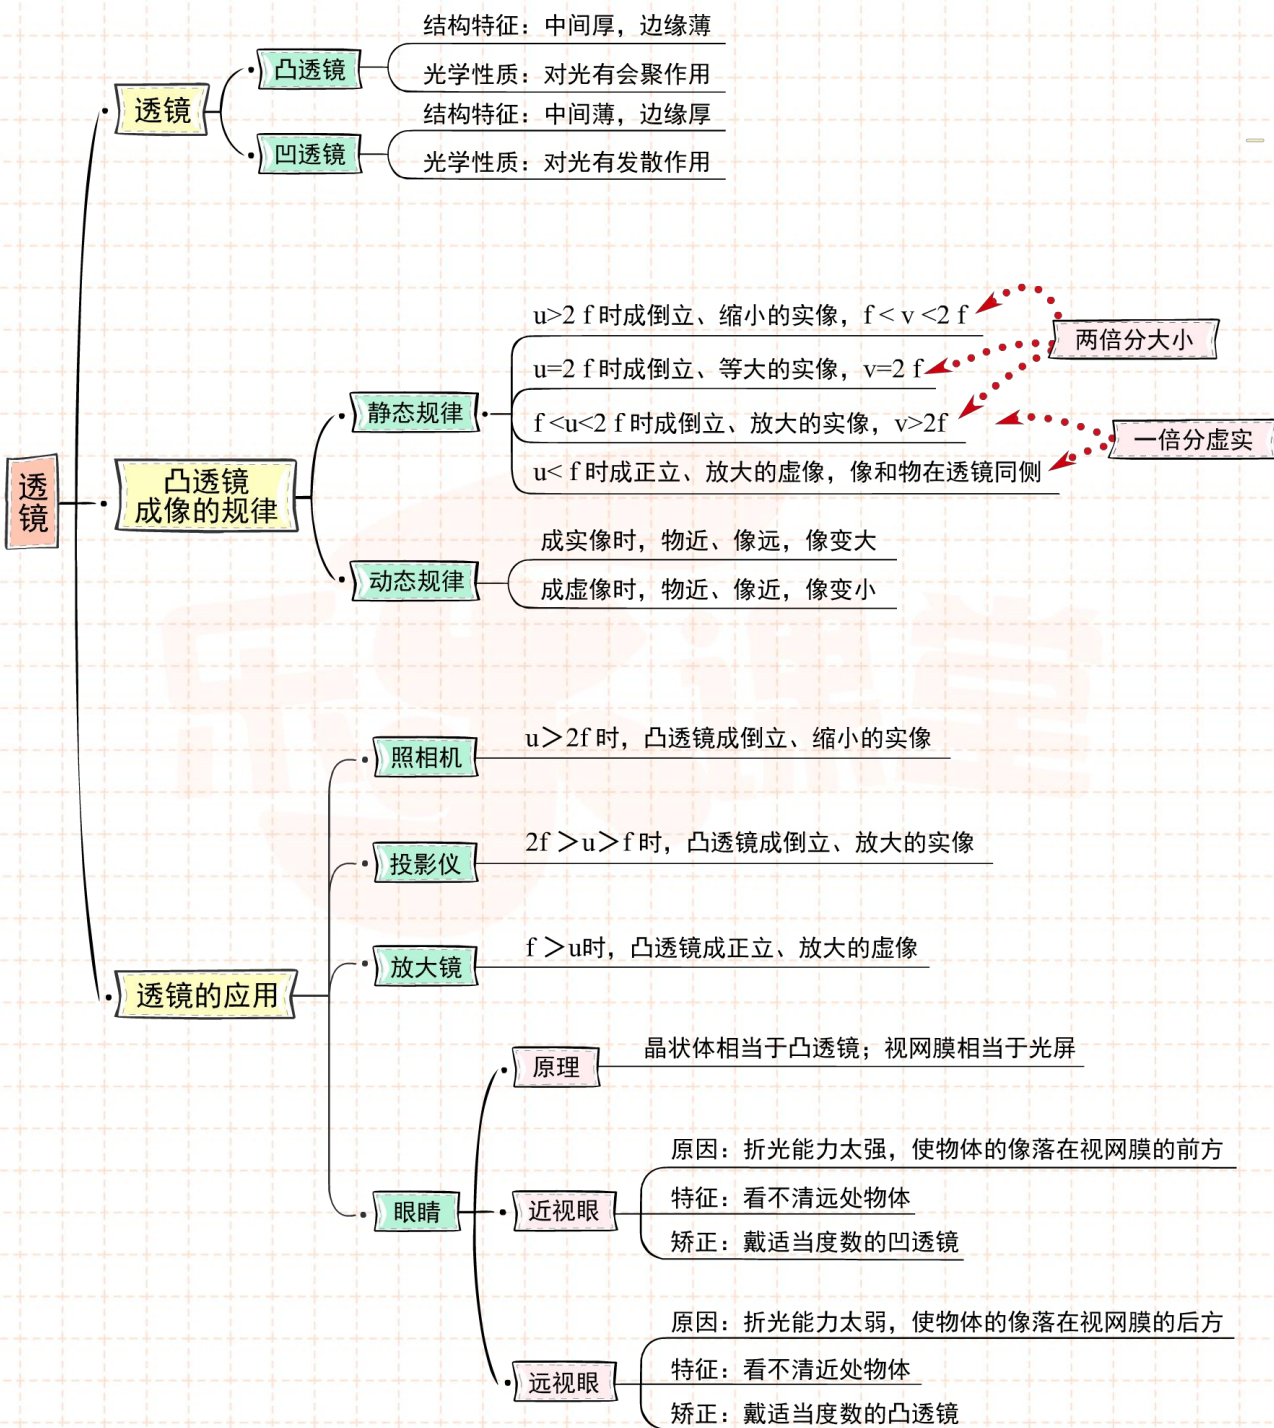 结构特征：中间厚，边缘薄
凸透镜
光学性质：对光有会聚作用
透镜
结构特征：中间薄，边缘厚
凹透镜
光学性质：对光有发散作用
u>2 f 时成倒立、缩小的实像，f < v <2 f
两倍分大小
u=2 f 时成倒立、等大的实像，v=2 f
静态规律
f <u<2 f 时成倒立、放大的实像，v>2f
一倍分虚实
u< f 时成正立、放大的虚像，像和物在透镜同侧
透镜
凸透镜
成像的规律
成实像时，物近、像远，像变大
动态规律
成虚像时，物近、像近，像变小
乐课堂
照相机
u＞2f 时，凸透镜成倒立、缩小的实像
投影仪
2f ＞u＞f 时，凸透镜成倒立、放大的实像
放大镜
f ＞u时，凸透镜成正立、放大的虚像
透镜的应用
原理
晶状体相当于凸透镜；视网膜相当于光屏
眼睛
原因：折光能力太强，使物体的像落在视网膜的前方
近视眼
特征：看不清远处物体
矫正：戴适当度数的凹透镜
原因：折光能力太弱，使物体的像落在视网膜的后方
远视眼
特征：看不清近处物体
矫正：戴适当度数的凸透镜